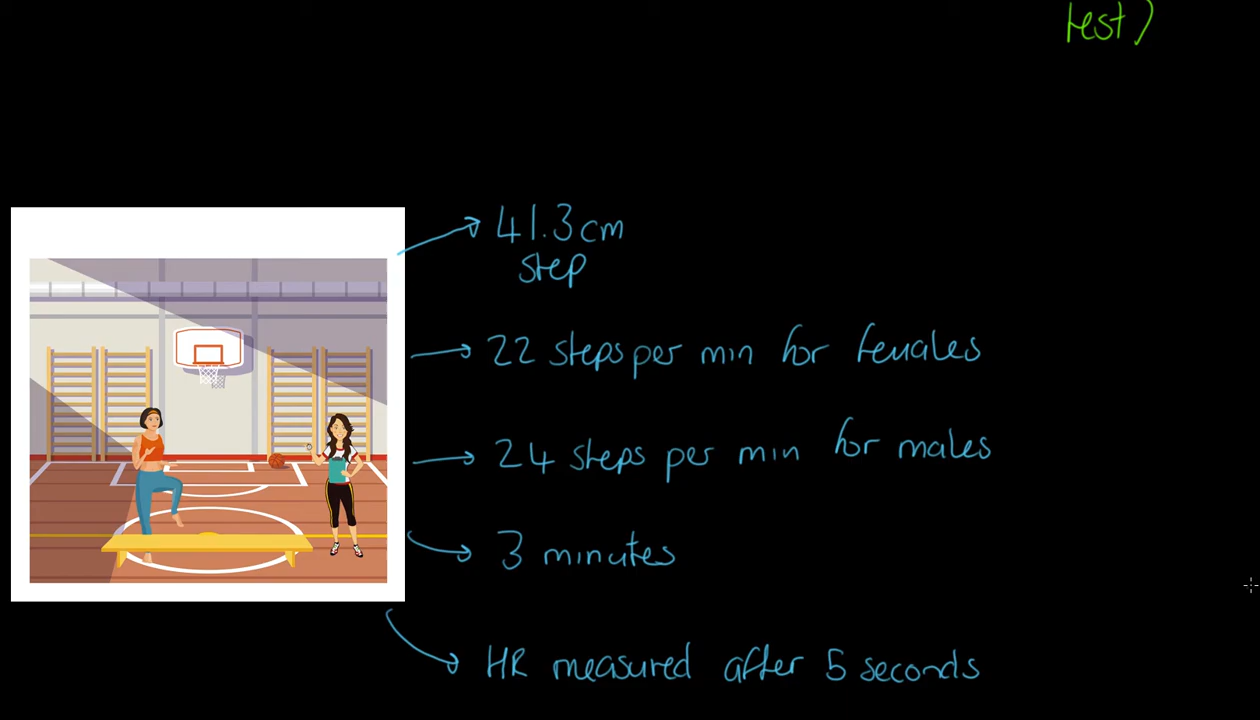 test)
41.3cm
step
22 steps per min for females
24 steps per min for males
3 minutes
HR measured after 5 seconds